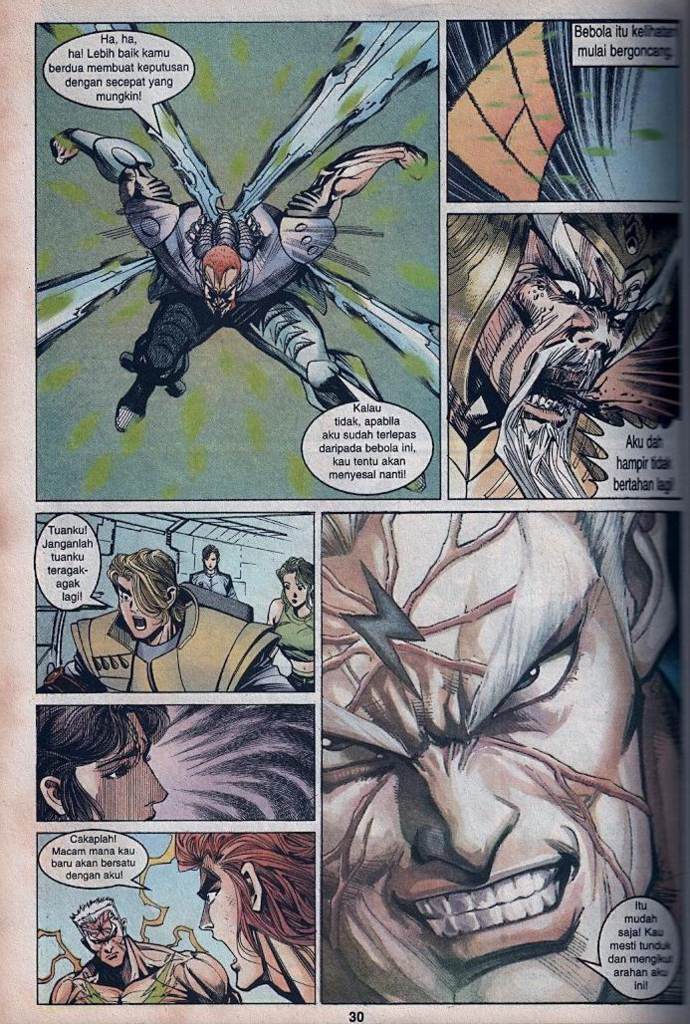 Ha, ha,
ha! Lebih baik kamu
berdua membuat keputusan
dengan secepat yang
mungkin!
Kalau
tidak, apabila
aku sudah terlepas
daripada bebola ini,
kau tentu akan
menyesal nanti!
Bebola itu kelihatan
mulai bergoncang.
Aku dah
hampir tidak
bertahan lagi!
Tuanku!
Janganlah
tuanku
teragak-
agak
lagi!
Cakaplah!
Macam mana kau
baru akan bersatu
dengan aku!
Itu
mudah
saja! Kau
mesti tunduk
dan mengikut
arahan aku
ini!
30